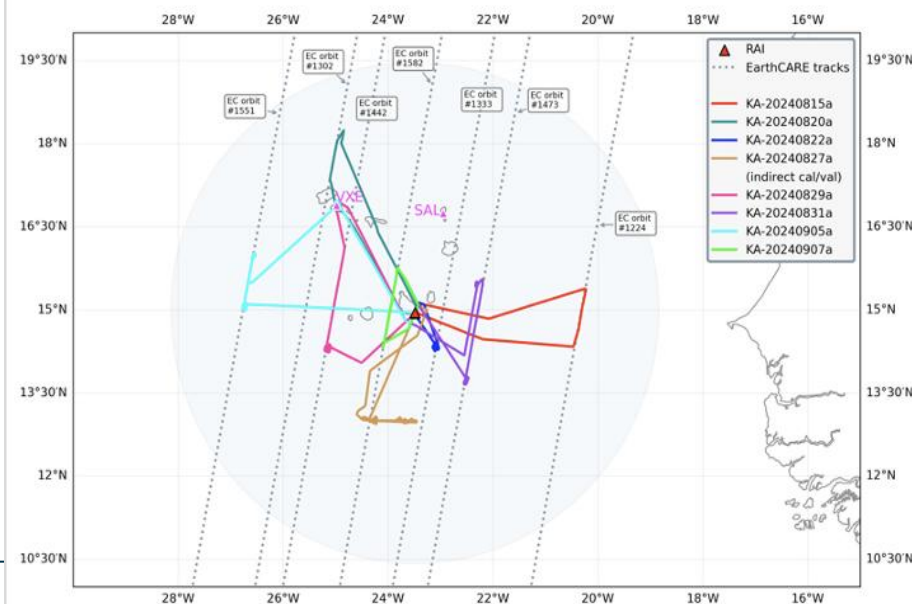 28°W 26°W 24°W 22°W 20°W 18°W 16°W
19°30′N
18°N
16°30′N
15°N
13°30′N
12°N
10°30′N
EC orbit
#1551
EC orbit
#1302
EC orbit
#1442
EC orbit
#1582
EC orbit
#1333
EC orbit
#1473
EC orbit
#1224
VXE
SAL
RAI
EarthCARE tracks
KA-20240815a
KA-20240820a
KA-20240822a
KA-20240827a
(indirect cal/val)
KA-20240829a
KA-20240831a
KA-20240905a
KA-20240907a
19°30′N
18°N
16°30′N
15°N
13°30′N
12°N
10°30′N
28°W 26°W 24°W 22°W 20°W 18°W 16°W